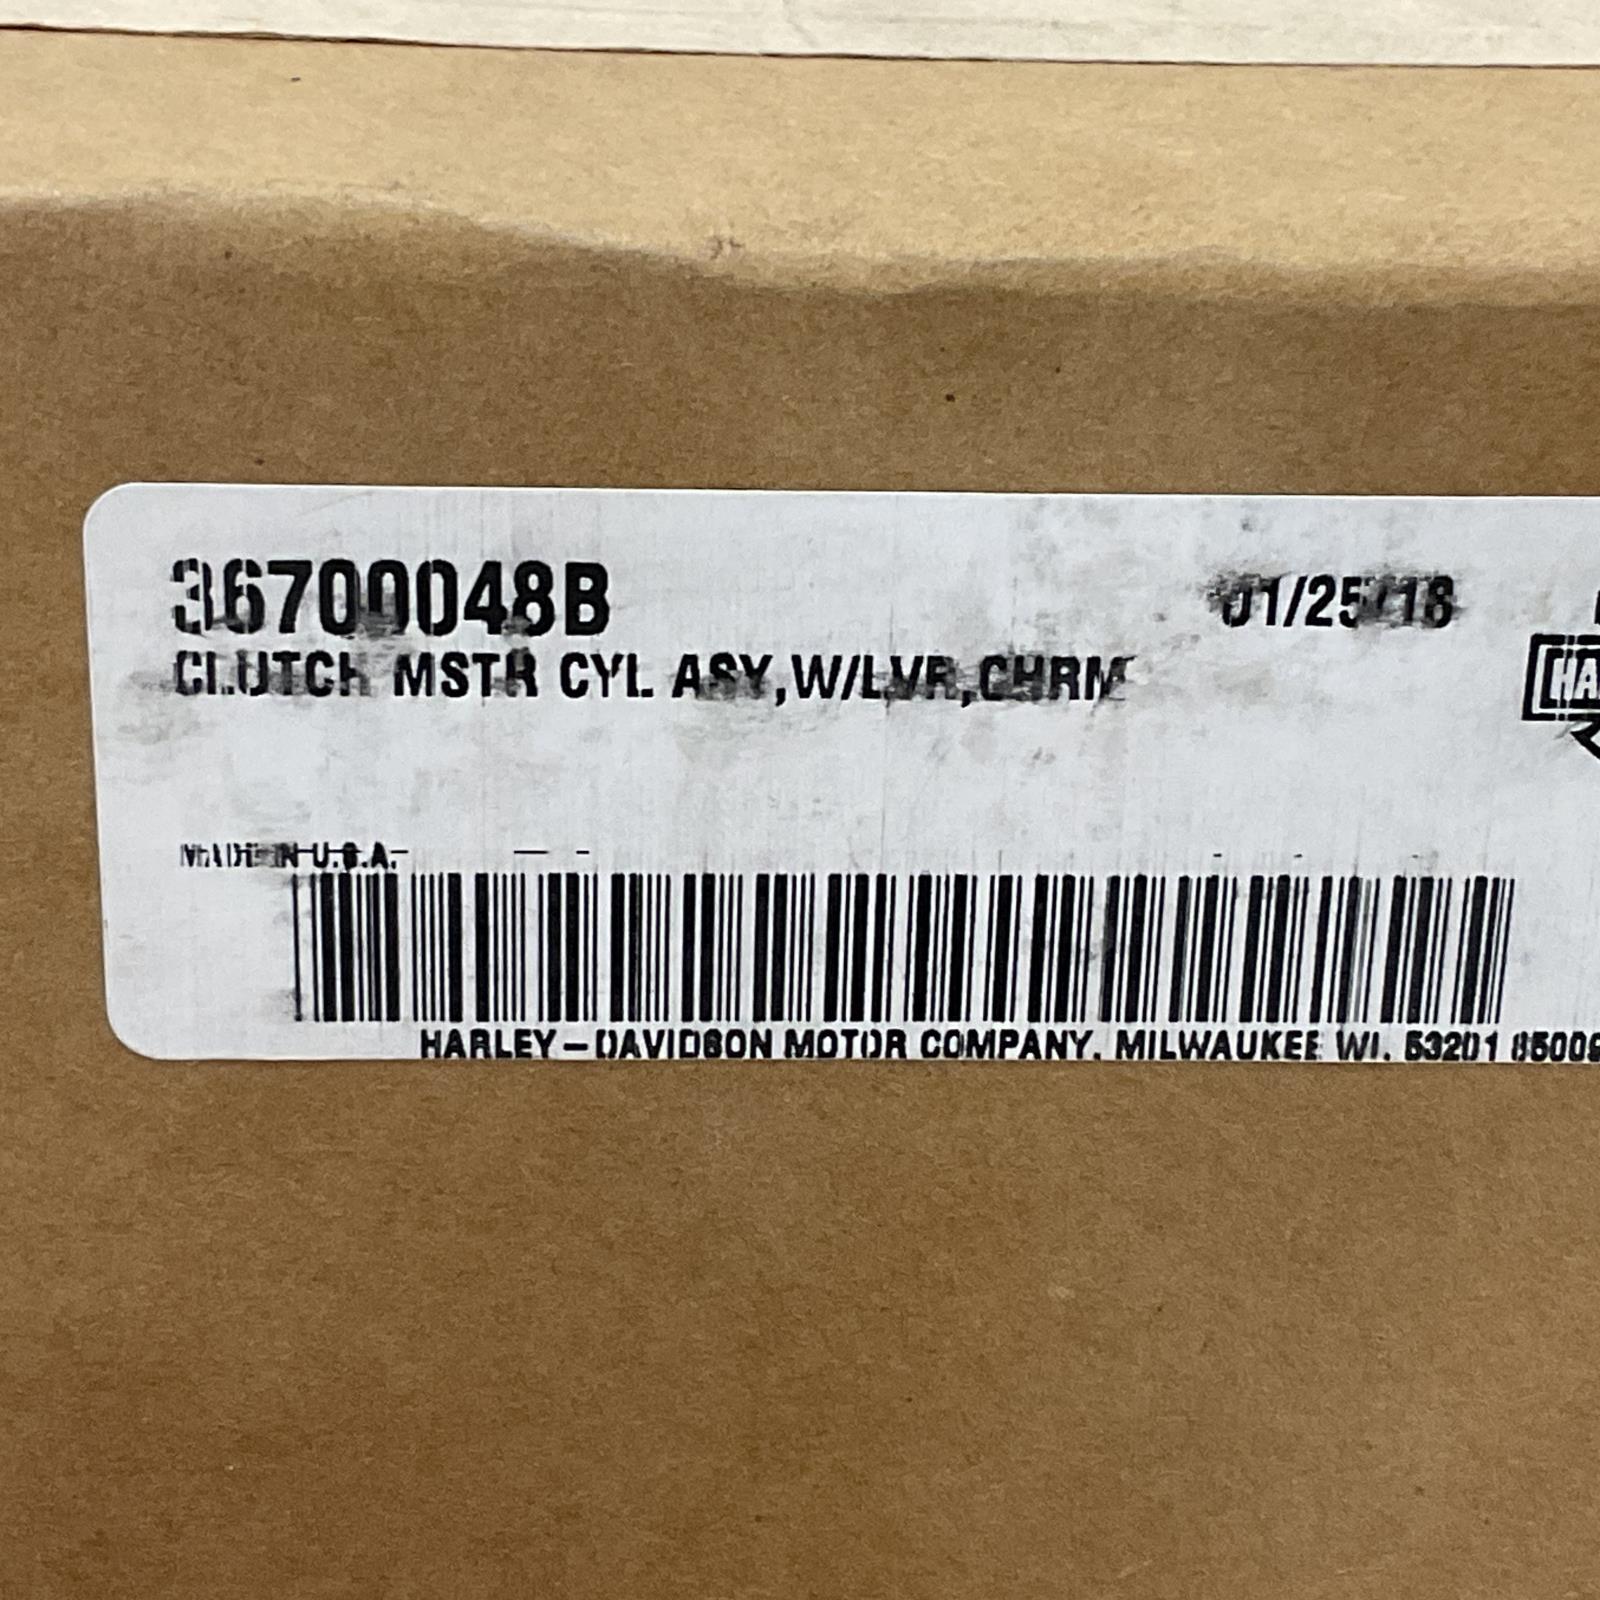 36700048B 01/25/18
CLUTCH MSTR CYL ASY,W/LVR,CHRM
HA
MADE IN U.S.A.
HARLEY-DAVIDSON MOTOR COMPANY, MILWAUKEE WI. 53201